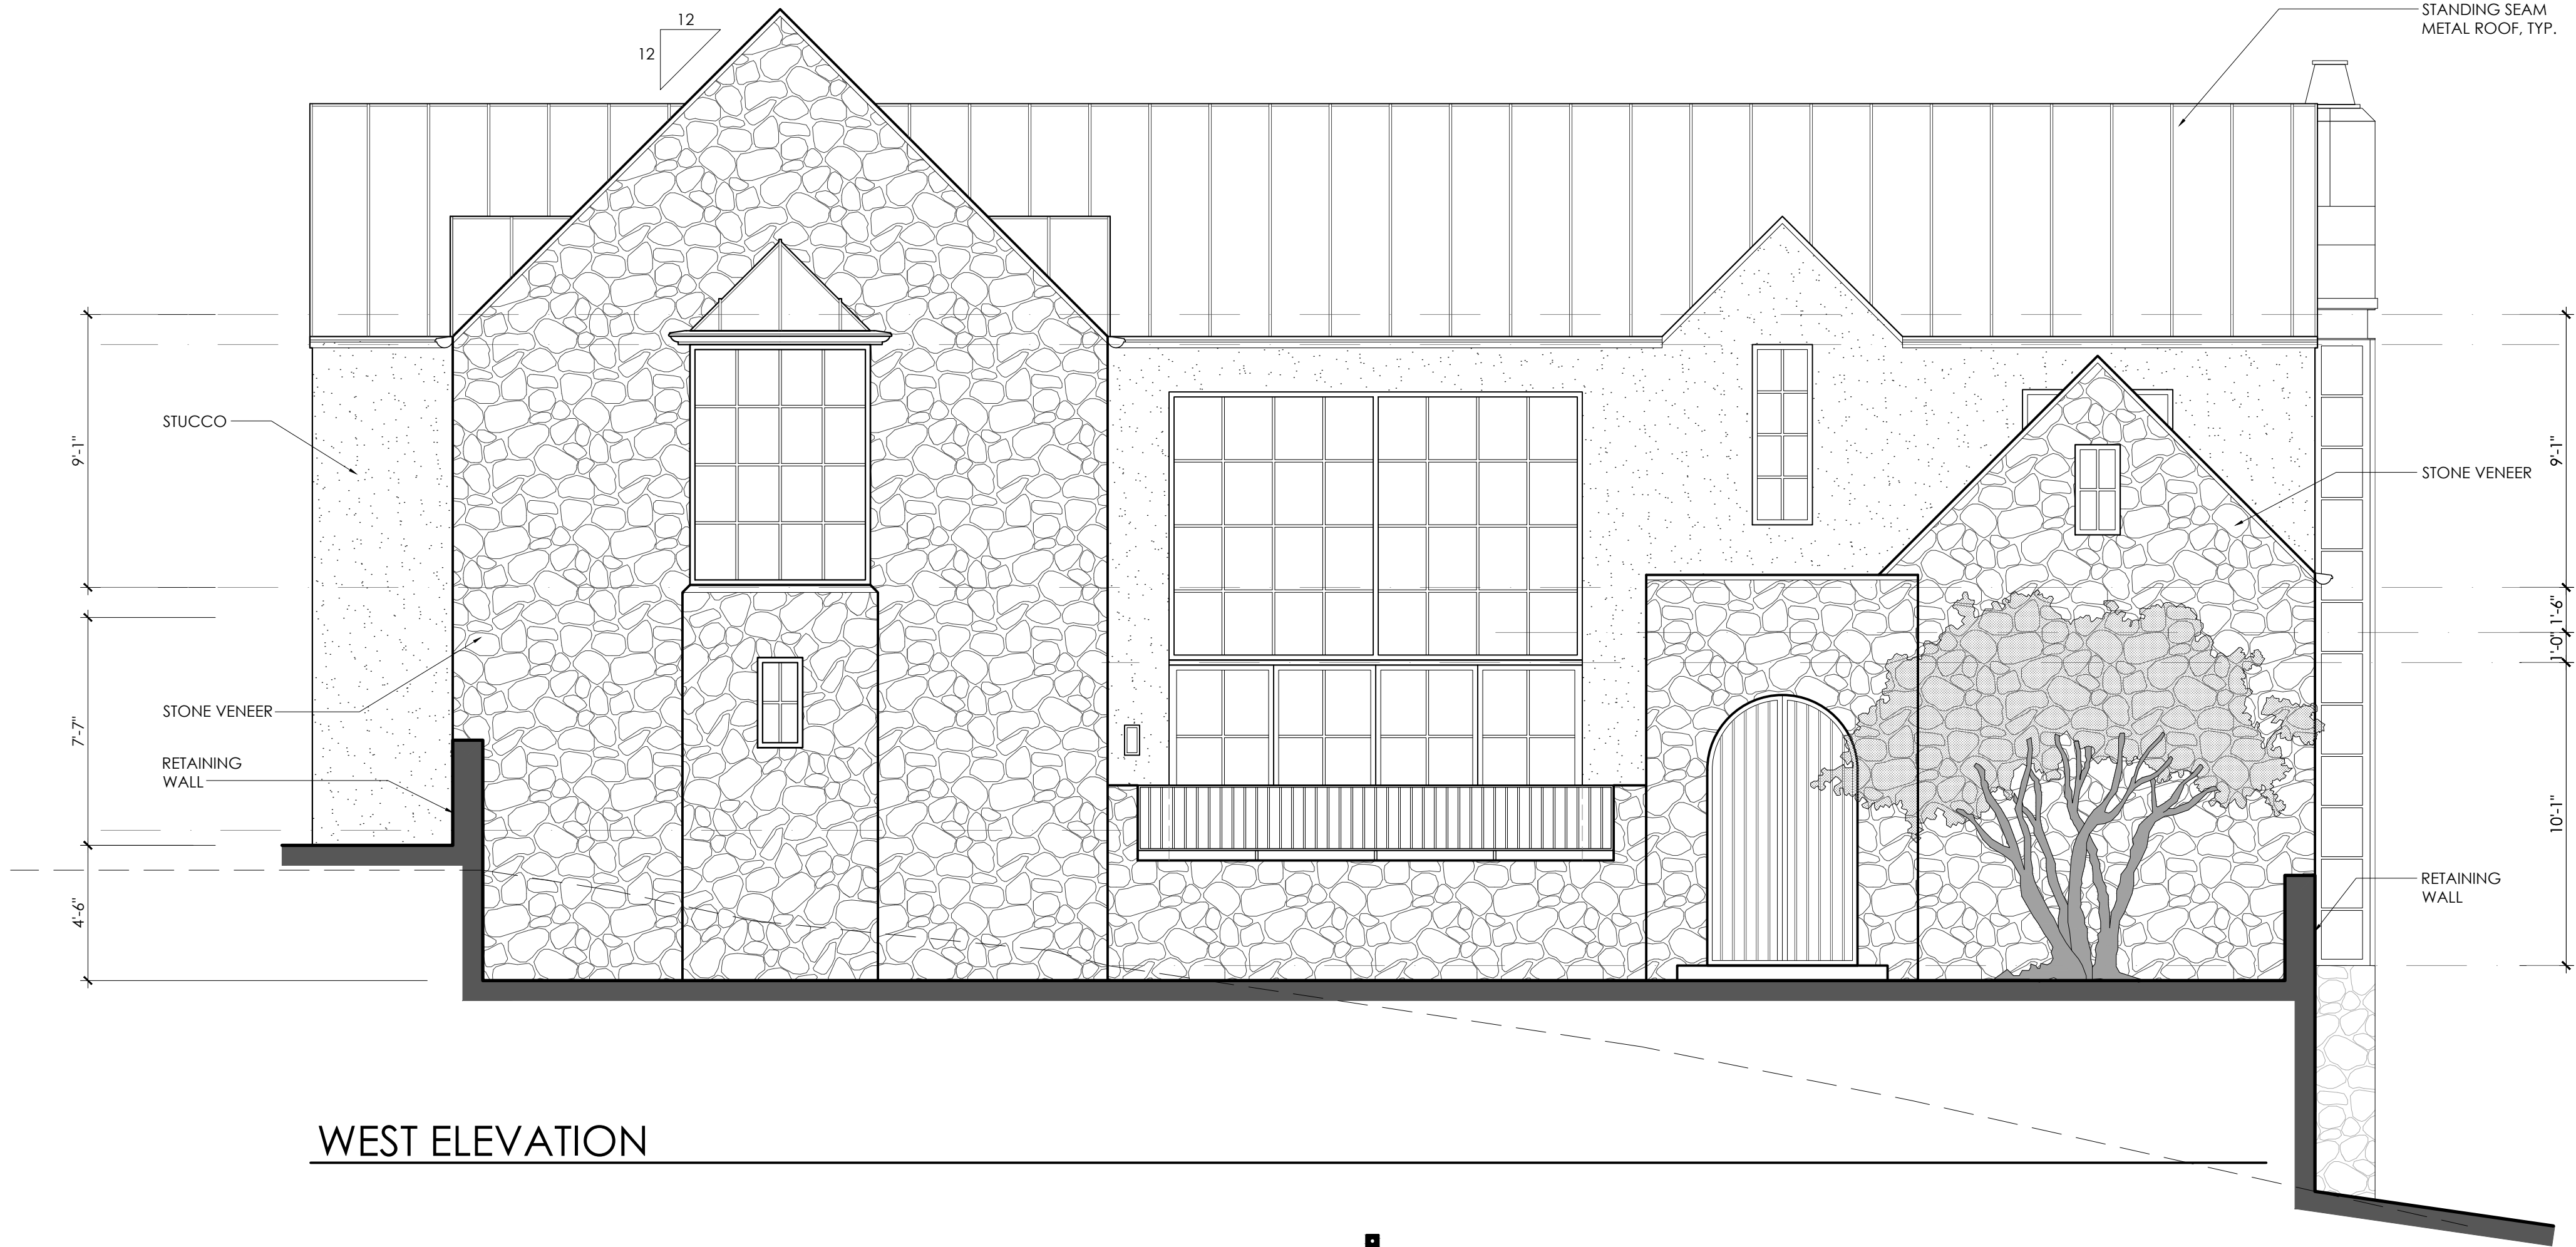 12
12
STANDING SEAM
METAL ROOF, TYP.
STUCCO
9'-1"
9'-1"
STONE VENEER
1'-6"
1'-0"
STONE VENEER
7'-7"
RETAINING
WALL
10'-1"
4'-6"
RETAINING
WALL
WEST ELEVATION